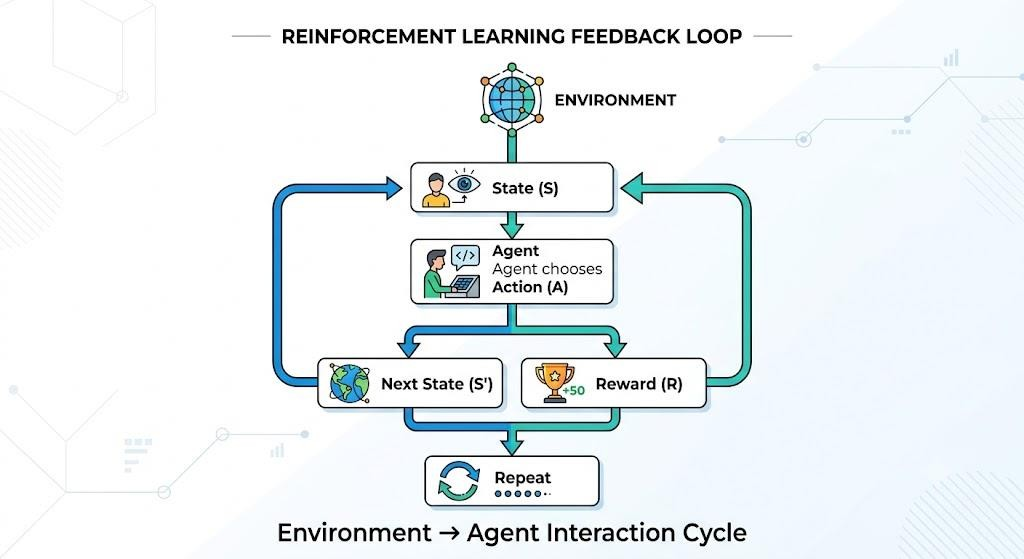 REINFORCEMENT LEARNING FEEDBACK LOOP
ENVIRONMENT
State (S)
</>
Agent
Agent chooses
Action (A)
Next State (S')
+50
Reward (R)
Repeat
Environment → Agent Interaction Cycle